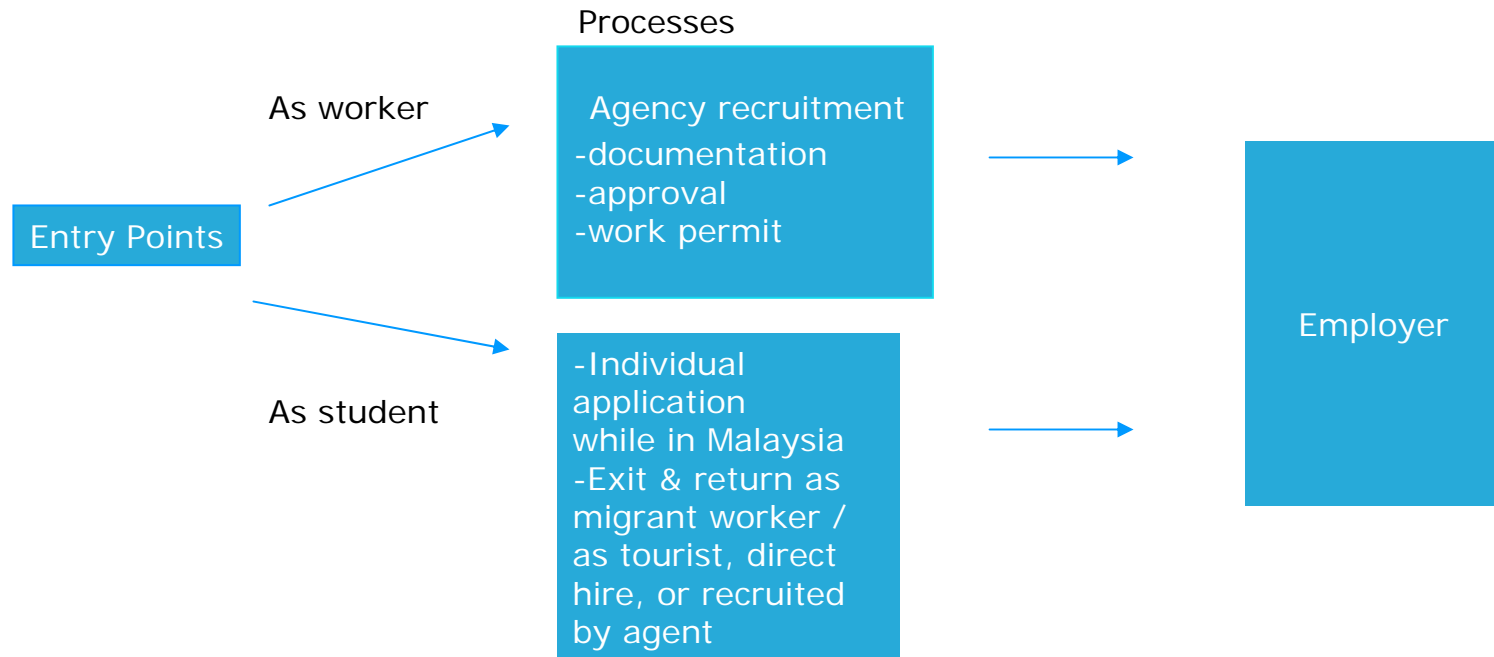 Processes
As worker
Agency recruitment
-documentation
-approval
-work permit
Entry Points
Employer
As student
-Individual
application
while in Malaysia
-Exit & return as
migrant worker /
as tourist, direct
hire, or recruited
by agent